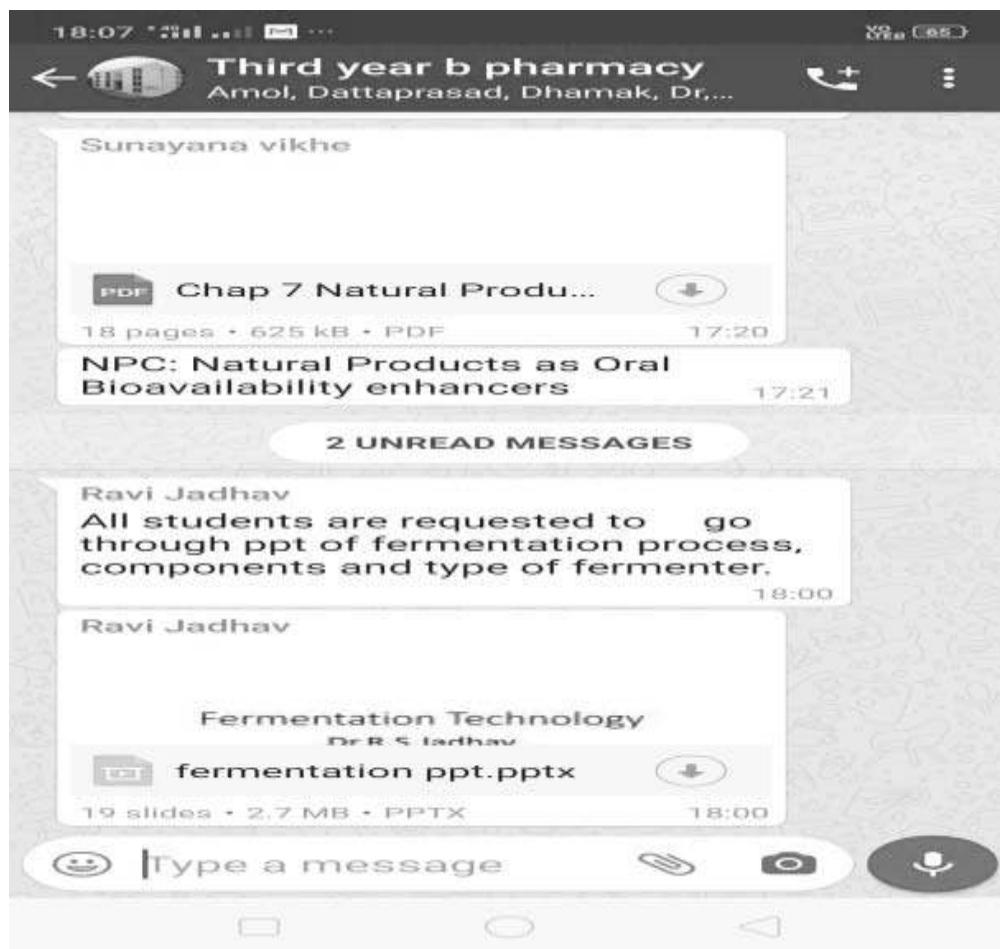 18:07
65
Third year b pharmacy
Amol, Dattaprasad, Dhamak, Dr,...
Sunayana vikhe
PDF
Chap 7 Natural Produ...
18 pages • 625 kB • PDF
17:20
NPC: Natural Products as Oral
Bioavailability enhancers
17:21
2 UNREAD MESSAGES
Ravi Jadhav
All students are requested to go
through ppt of fermentation process,
components and type of fermenter.
18:00
Ravi Jadhav
Fermentation Technology
Dr R S Jadhav
fermentation ppt.pptx
19 slides • 2.7 MB • PPTX
18:00
Type a message